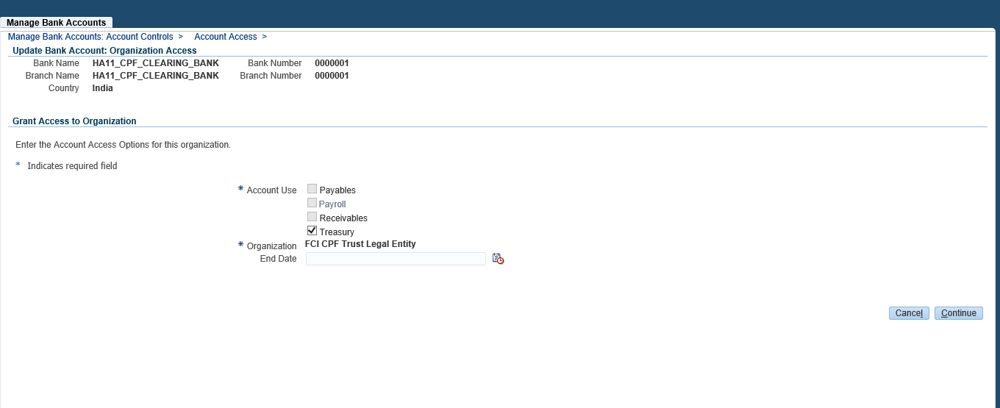 Manage Bank Accounts
Manage Bank Accounts: Account Controls > Account Access >
Update Bank Account: Organization Access
Bank Name HA11_CPF_CLEARING_BANK Bank Number 0000001
Branch Name HA11_CPF_CLEARING_BANK Branch Number 0000001
Country India
Grant Access to Organization
Enter the Account Access Options for this organization.
* Indicates required field
* Account Use Payables
Payroll
Receivables
Treasury
* Organization FCI CPF Trust Legal Entity
End Date
Cancel Continue